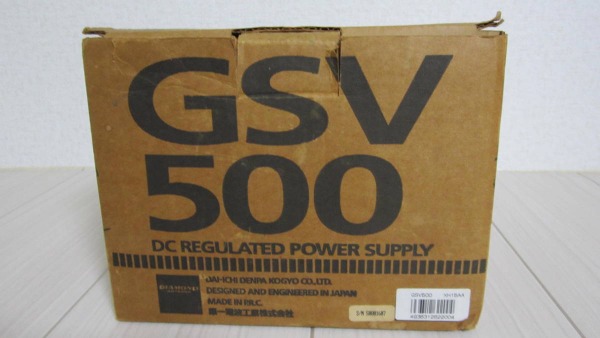 GSV
500
DC REGULATED POWER SUPPLY
DIAMOND
DAI-ICHI DENPA KOGYO CO.,LTD.
DESIGNED AND ENGINEERED IN JAPAN
MADE IN P.R.C.
第一電波工業株式会社
GSV500